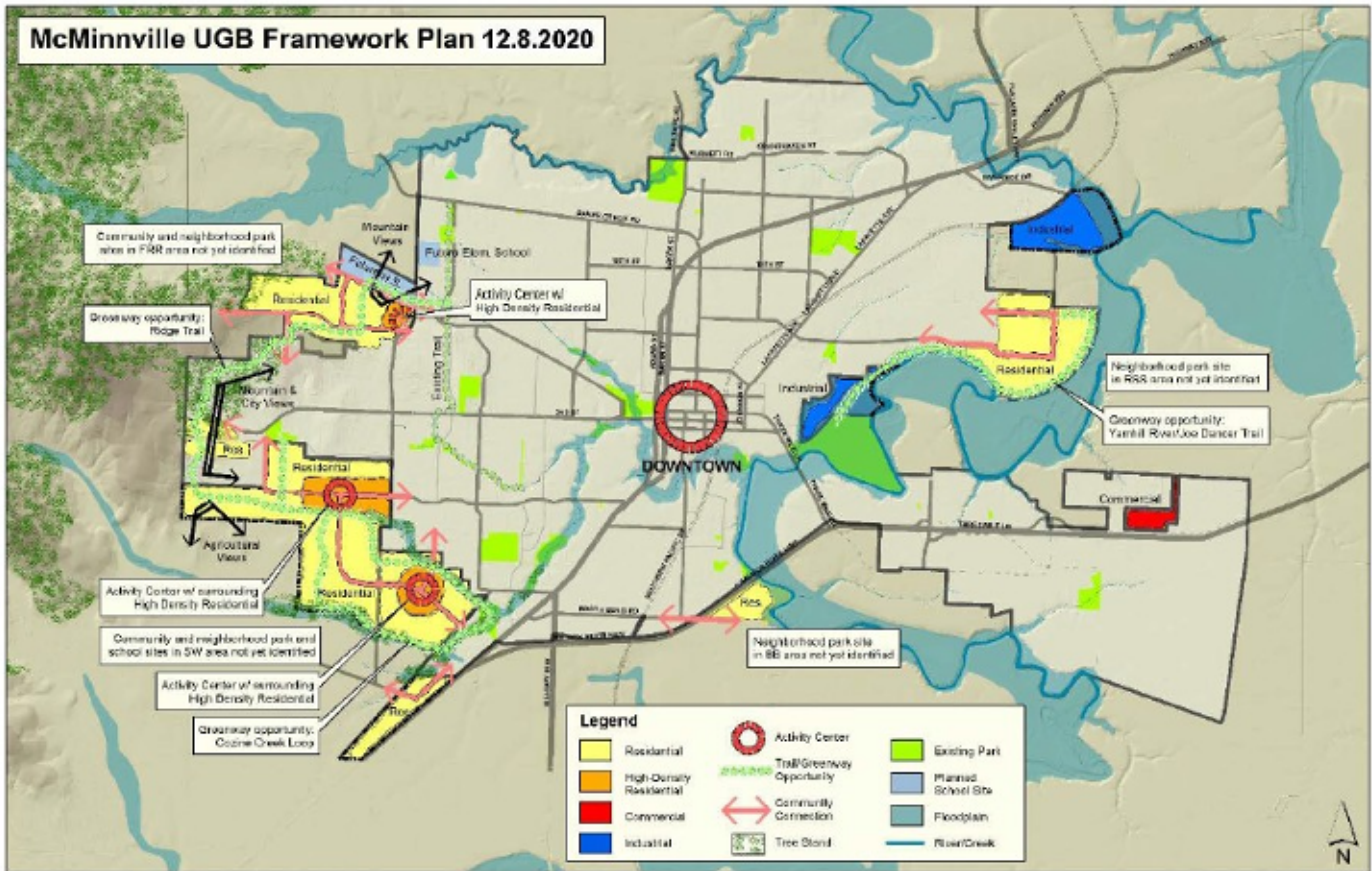 McMinnville UGB Framework Plan 12.8.2020
Community and neighborhood park
sites in FRR area not yet identified
Mountain
Views
Future Elem. School
Residential
Activity Center w/
High Density Residential
Greenway opportunity:
Ridge Trail
Existing Trail
Mountain &
City Views
Res
Residential
Agricultural
Views
Activity Center w/ surrounding
High Density Residential
Residential
Community and neighborhood park and
school sites in SW area not yet identified
Activity Center w/ surrounding
High Density Residential
Greenway opportunity:
Cozine Creek Loop
Res
DOWNTOWN
Industrial
Industrial
Residential
Neighborhood park site
in RSS area not yet identified
Greenway opportunity:
Yamhill River/Joe Dancer Trail
Commercial
Res.
Neighborhood park site
in BB area not yet identified
Legend
Residential
High-Density
Residential
Commercial
Industrial
Activity Center
Trail/Greenway
Opportunity
Community
Connection
Tree Stand
Existing Park
Planned
School Site
Floodplain
River/Creek
N